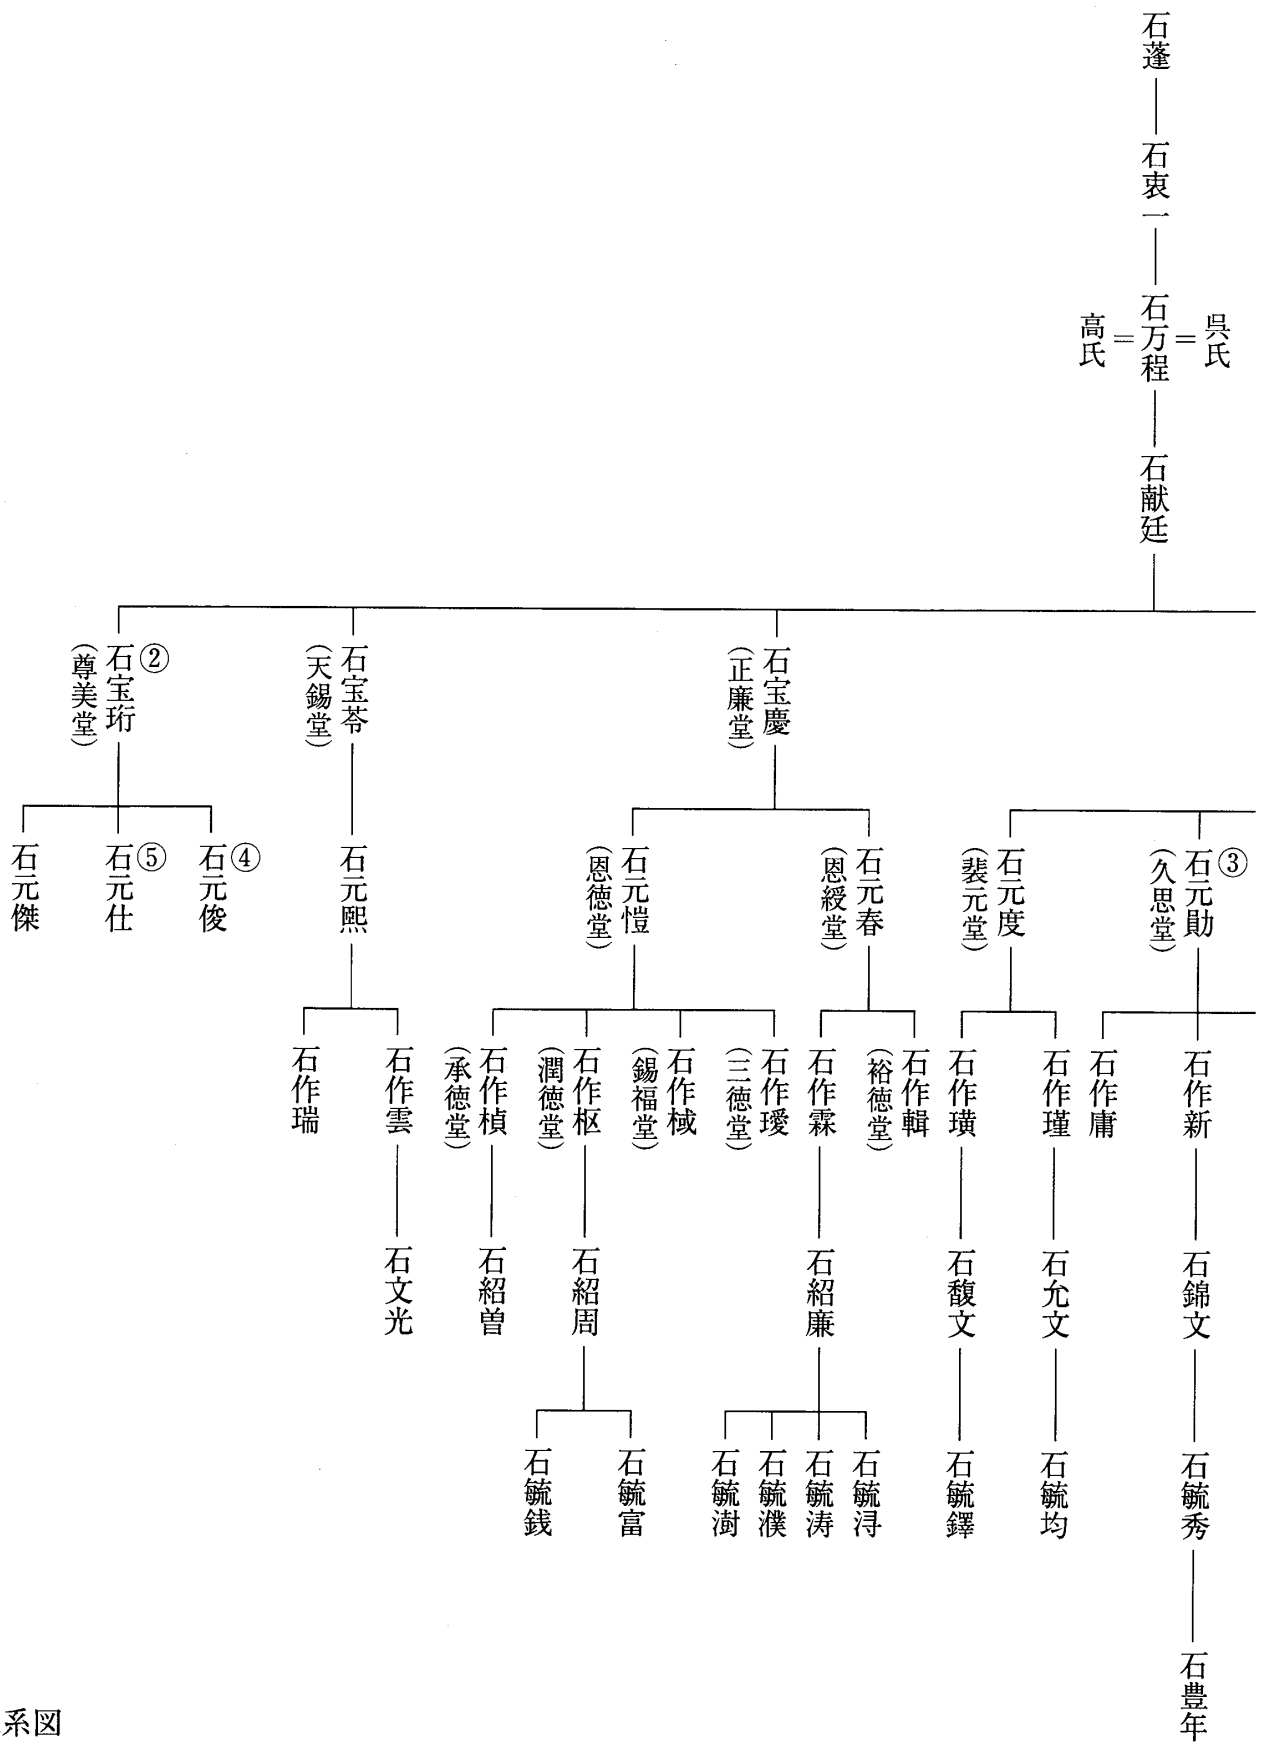 石蓬
石衷一
呉氏
石万程
高氏
石献廷
石宝慶
（正廉堂）
石宝苓
（天錫堂）
②
石宝珩
（尊美堂）
③
石元勛
（久思堂）
石元度
（裴元堂）
石元春
（恩綬堂）
石元愷
（恩徳堂）
石元熙
④
石元俊
⑤
石元仕
石元傑
石作新
石作庸
石作瑾
石作璜
石作輯
（裕徳堂）
石作霖
石作璦
（三徳堂）
石作棫
（錫福堂）
石作枢
（潤徳堂）
石作楨
（承徳堂）
石作雲
石作瑞
石錦文
石允文
石馥文
石紹廉
石紹周
石紹曽
石文光
石毓秀
石毓均
石毓鐸
石毓浔
石毓涛
石毓濮
石毓澍
石毓富
石毓銭
石豊年
系図